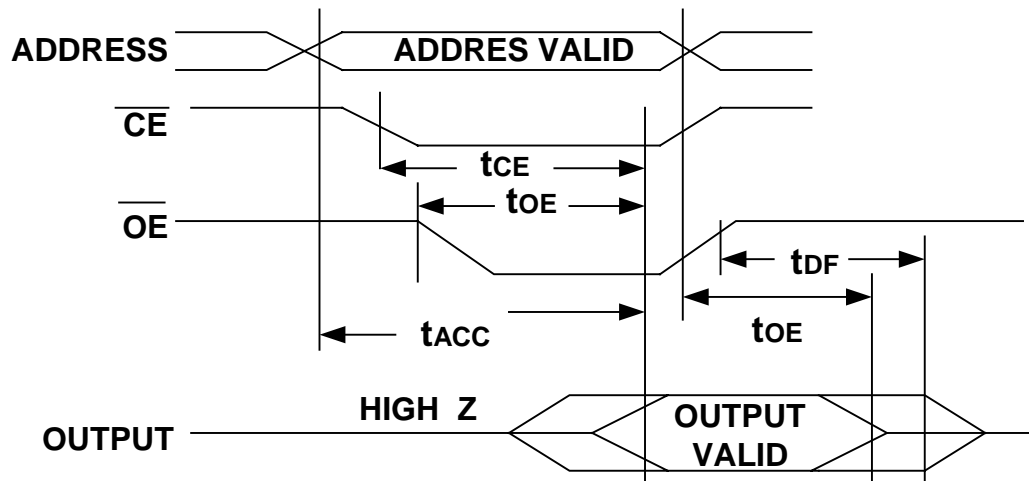 ADDRESS
ADDRES VALID
CE
tCE
tOE
OE
tDF
tOE
tACC
HIGH Z
OUTPUT
OUTPUT
VALID